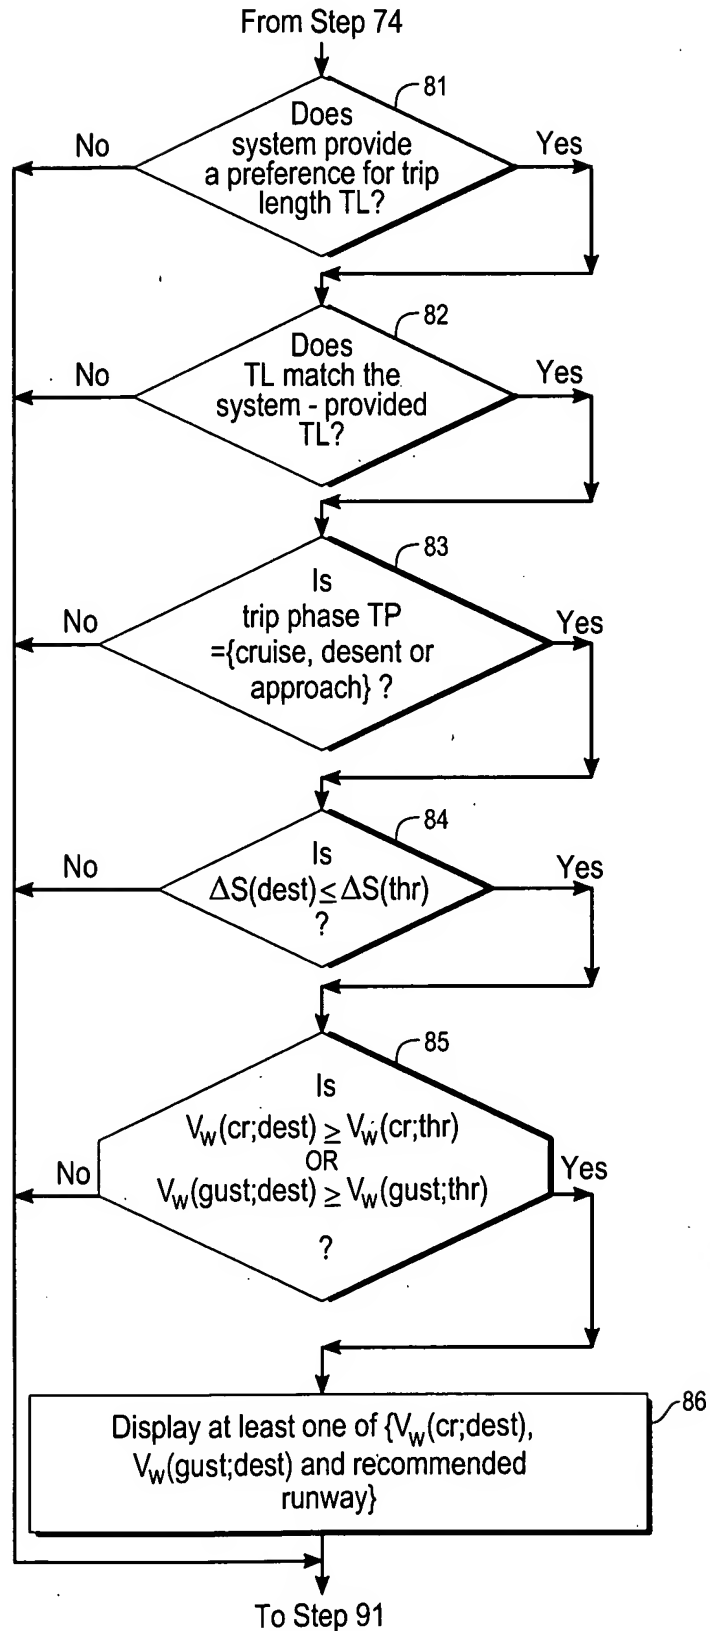 From Step 74
81
Does
system provide
a preference for trip
length TL?
No
Yes
82
Does
TL match the
system - provided
TL?
No
Yes
83
Is
trip phase TP
={cruise, desent or
approach} ?
No
Yes
84
Is
ΔS(dest)≤ΔS(thr)
?
No
Yes
85
Is
Vw(cr;dest) ≥ Vw(cr;thr)
OR
Vw(gust;dest) ≥ Vw(gust;thr)
?
No
Yes
86
Display at least one of {Vw(cr;dest),
Vw(gust;dest) and recommended
runway}
To Step 91